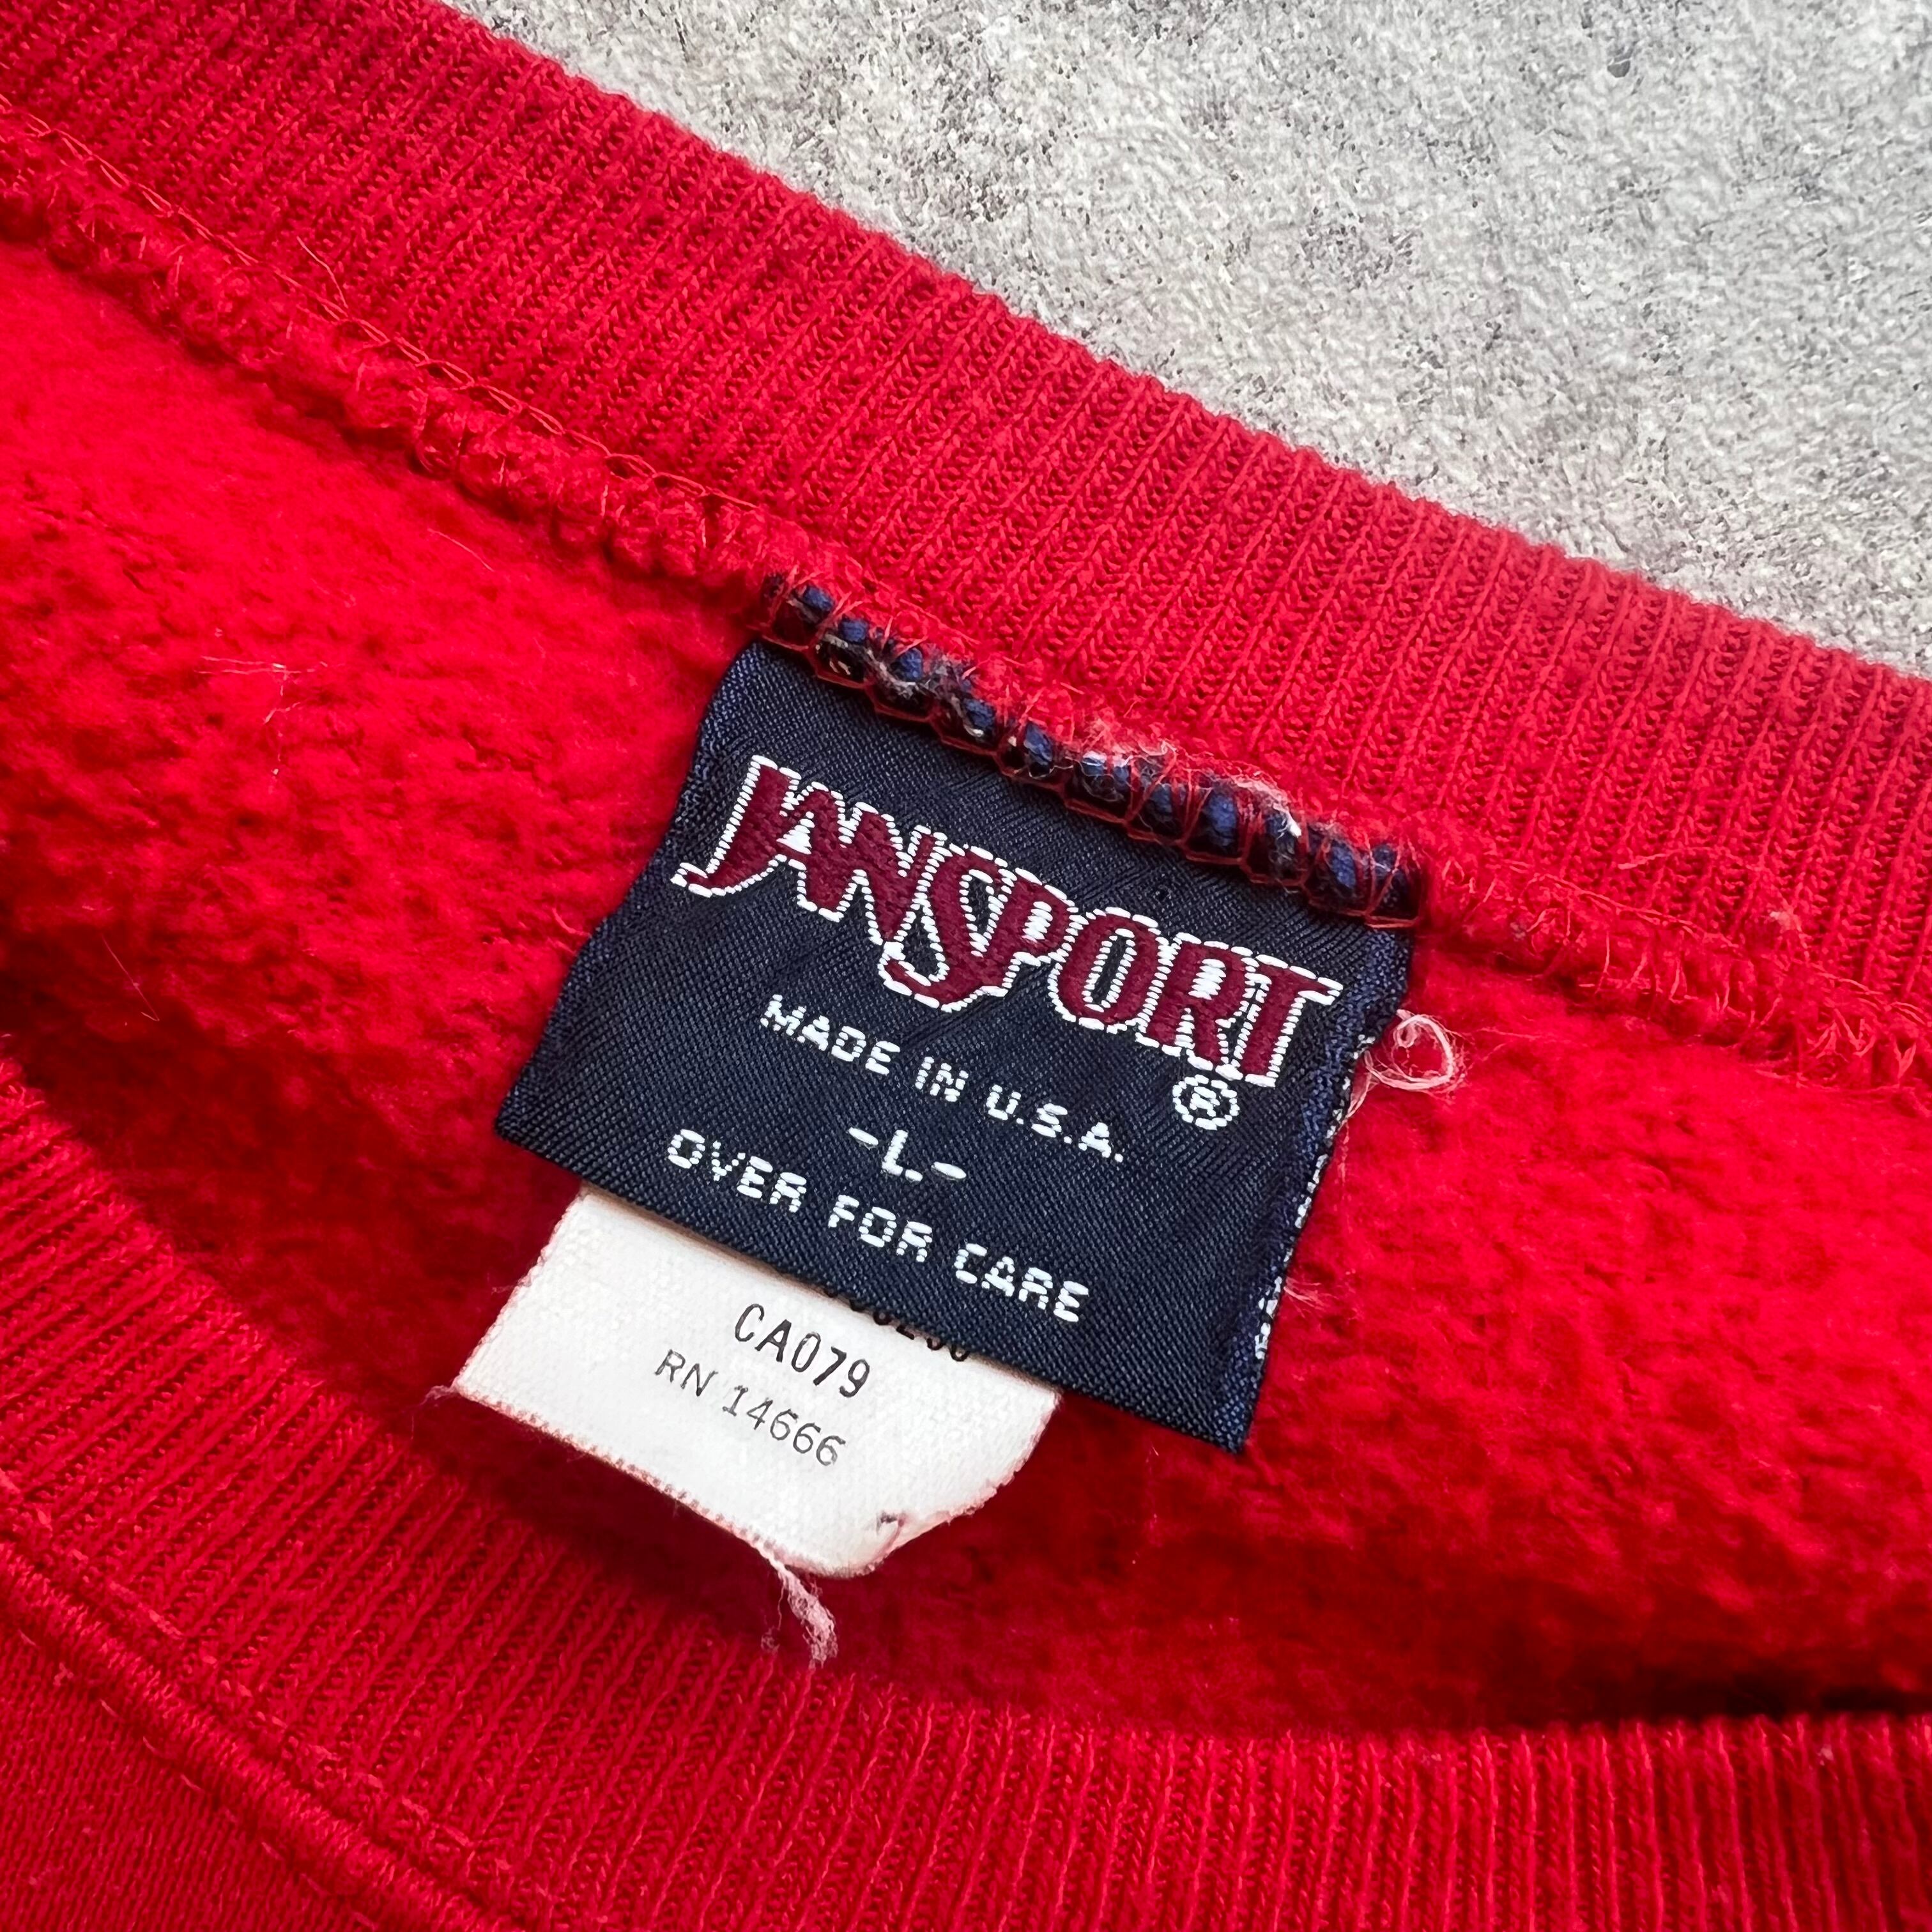 JANSPORT
®
MADE IN U.S.A.
-L-
OVER FOR CARE
CA079
RN 14666